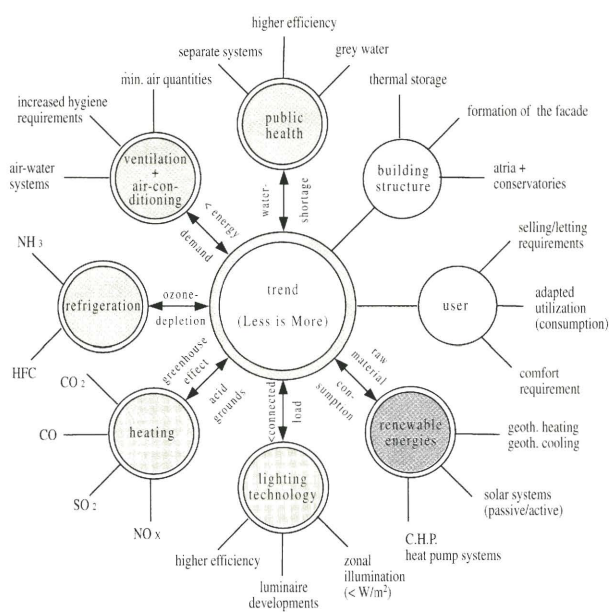 higher efficiency
separate systems
grey water
public
health
water-
shortage
min. air quantities
increased hygiene
requirements
air-water
systems
ventilation
+
air-con-
ditioning
< energy
demand
thermal storage
formation of the facade
atria +
conservatories
building
structure
selling/letting
requirements
adapted
utilization
(consumption)
comfort
requirement
user
trend
(Less is More)
NH 3
HFC
refrigeration
ozone-
depletion
CO 2
CO
SO 2
NO x
heating
greenhouse
effect
acid
grounds
<connected
load
lighting
technology
higher efficiency
luminaire
developments
zonal
illumination
(< W/m²)
raw
material
con-
sumption
renewable
energies
geoth. heating
geoth. cooling
solar systems
(passive/active)
C.H.P.
heat pump systems